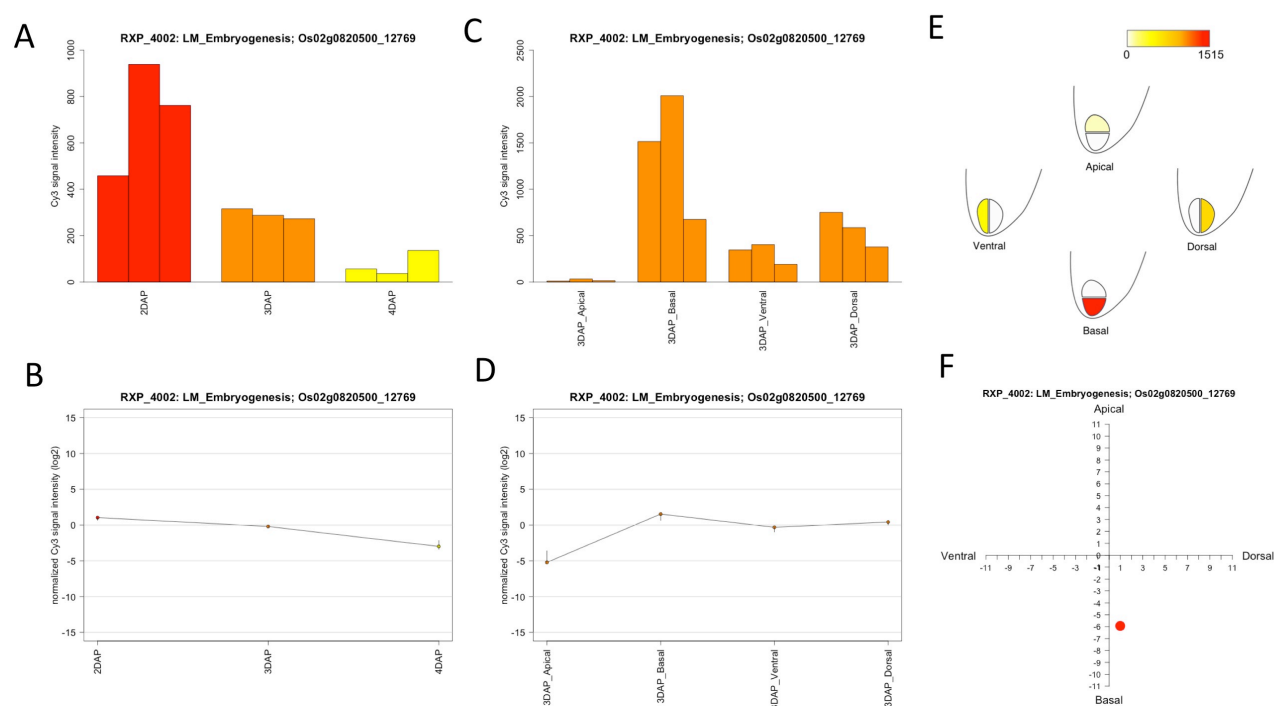 A
RXP_4002: LM_Embryogenesis; Os02g0820500_12769
Cy3 signal intensity
1000
800
600
400
200
0
2DAP
3DAP
4DAP
B
RXP_4002: LM_Embryogenesis; Os02g0820500_12769
normalized Cy3 signal intensity (log2)
15
10
5
0
-5
-10
-15
2DAP
3DAP
4DAP
C
RXP_4002: LM_Embryogenesis; Os02g0820500_12769
Cy3 signal intensity
2500
2000
1500
1000
500
0
3DAP_Apical
3DAP_Basal
3DAP_Ventral
3DAP_Dorsal
D
RXP_4002: LM_Embryogenesis; Os02g0820500_12769
normalized Cy3 signal intensity (log2)
15
10
5
0
-5
-10
-15
3DAP_Apical
3DAP_Basal
3DAP_Ventral
3DAP_Dorsal
E
0 1515
Apical
Ventral
Dorsal
Basal
F
RXP_4002: LM_Embryogenesis; Os02g0820500_12769
Apical
11
10
9
8
7
6
5
4
3
2
1
0
Ventral
Dorsal
-11 -9 -7 -5 -3 -1 1 3 5 7 9 11
-1
-2
-3
-4
-5
-6
-7
-8
-9
-10
-11
Basal